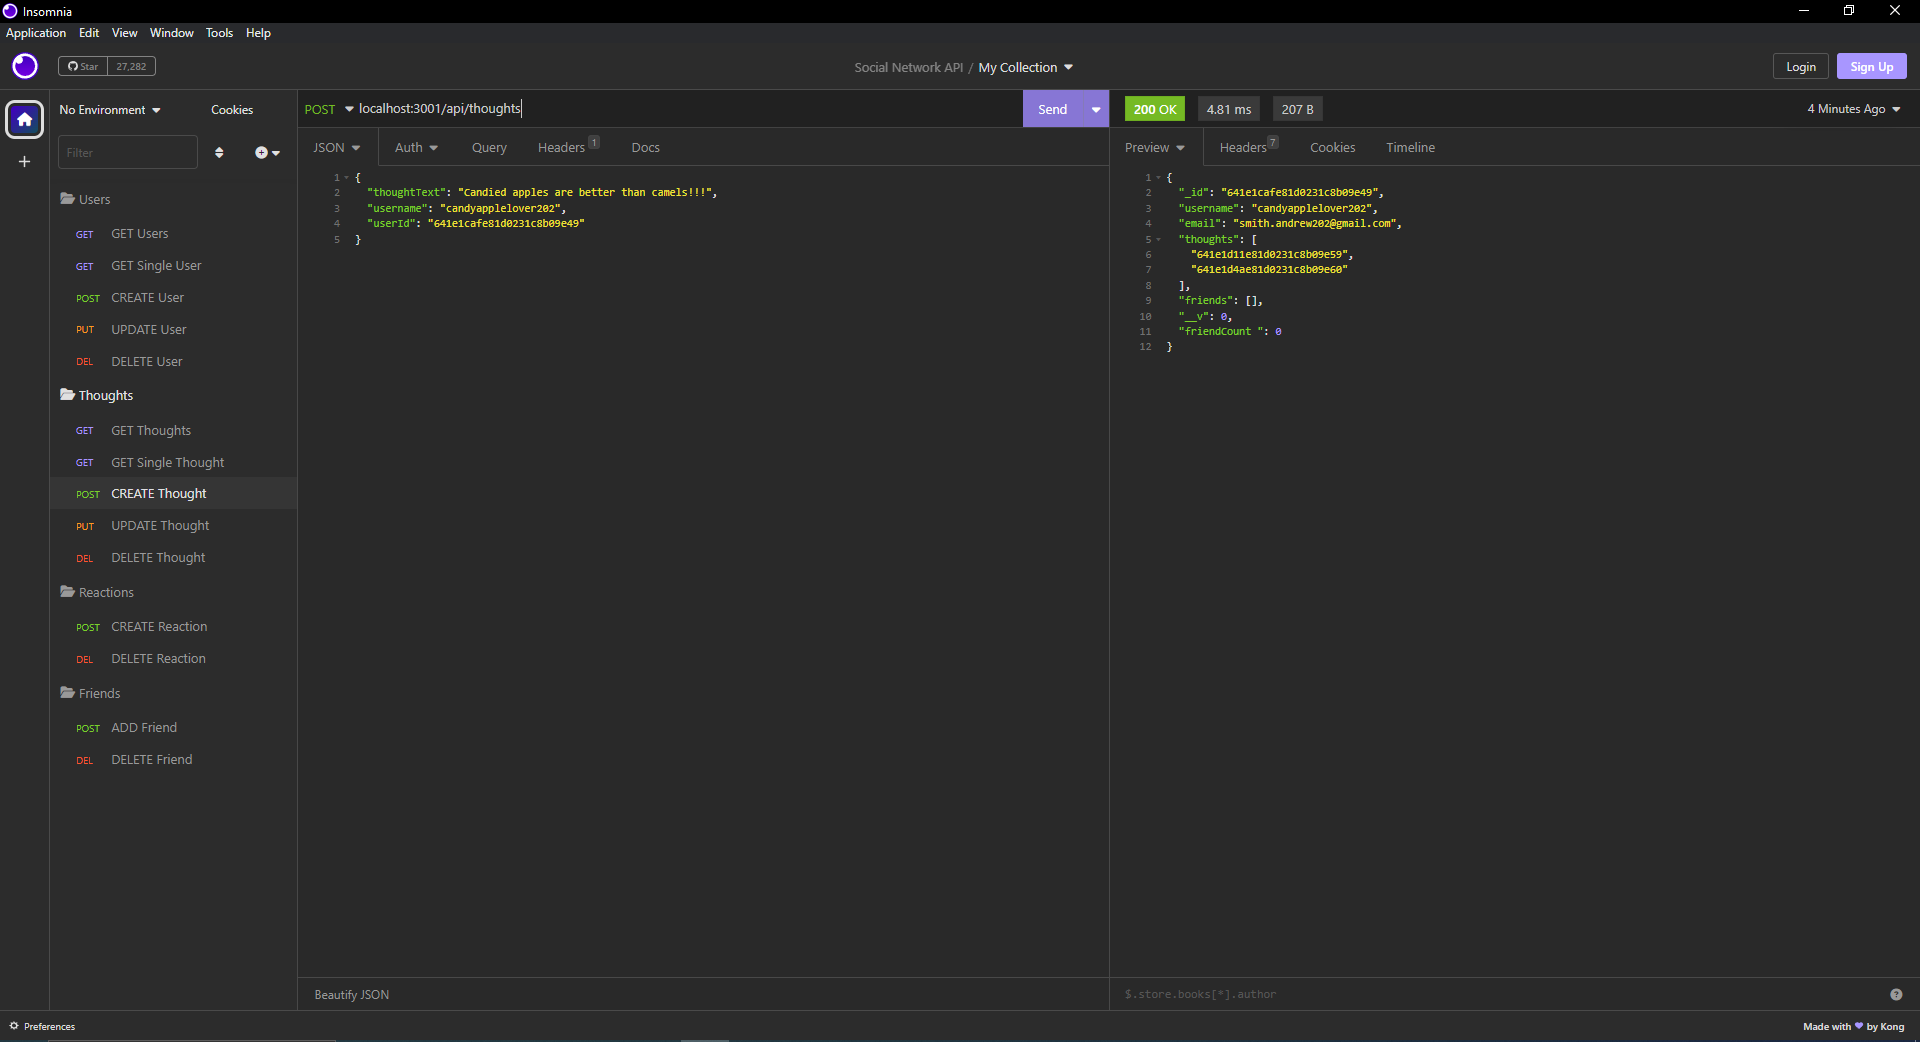 Insomnia
Application Edit View Window Tools Help
Star 27,282
Social Network API / My Collection
Login Sign Up
No Environment Cookies
Filter
Users
GET GET Users
GET GET Single User
POST CREATE User
PUT UPDATE User
DEL DELETE User
Thoughts
GET GET Thoughts
GET GET Single Thought
POST CREATE Thought
PUT UPDATE Thought
DEL DELETE Thought
Reactions
POST CREATE Reaction
DEL DELETE Reaction
Friends
POST ADD Friend
DEL DELETE Friend
POST localhost:3001/api/thoughts Send
JSON Auth Query Headers 1 Docs
1 {
2 "thoughtText": "Candied apples are better than camels!!!",
3 "username": "candyapplelover202",
4 "userId": "641e1cafe81d0231c8b09e49"
5 }
Beautify JSON
200 OK 4.81 ms 207 B 4 Minutes Ago
Preview Headers 7 Cookies Timeline
1 {
2 "_id": "641e1cafe81d0231c8b09e49",
3 "username": "candyapplelover202",
4 "email": "smith.andrew202@gmail.com",
5 "thoughts": [
6 "641e1d11e81d0231c8b09e59",
7 "641e1d4ae81d0231c8b09e60"
8 ],
9 "friends": [],
10 "__v": 0,
11 "friendCount ": 0
12 }
$.store.books[*].author
Preferences
Made with by Kong